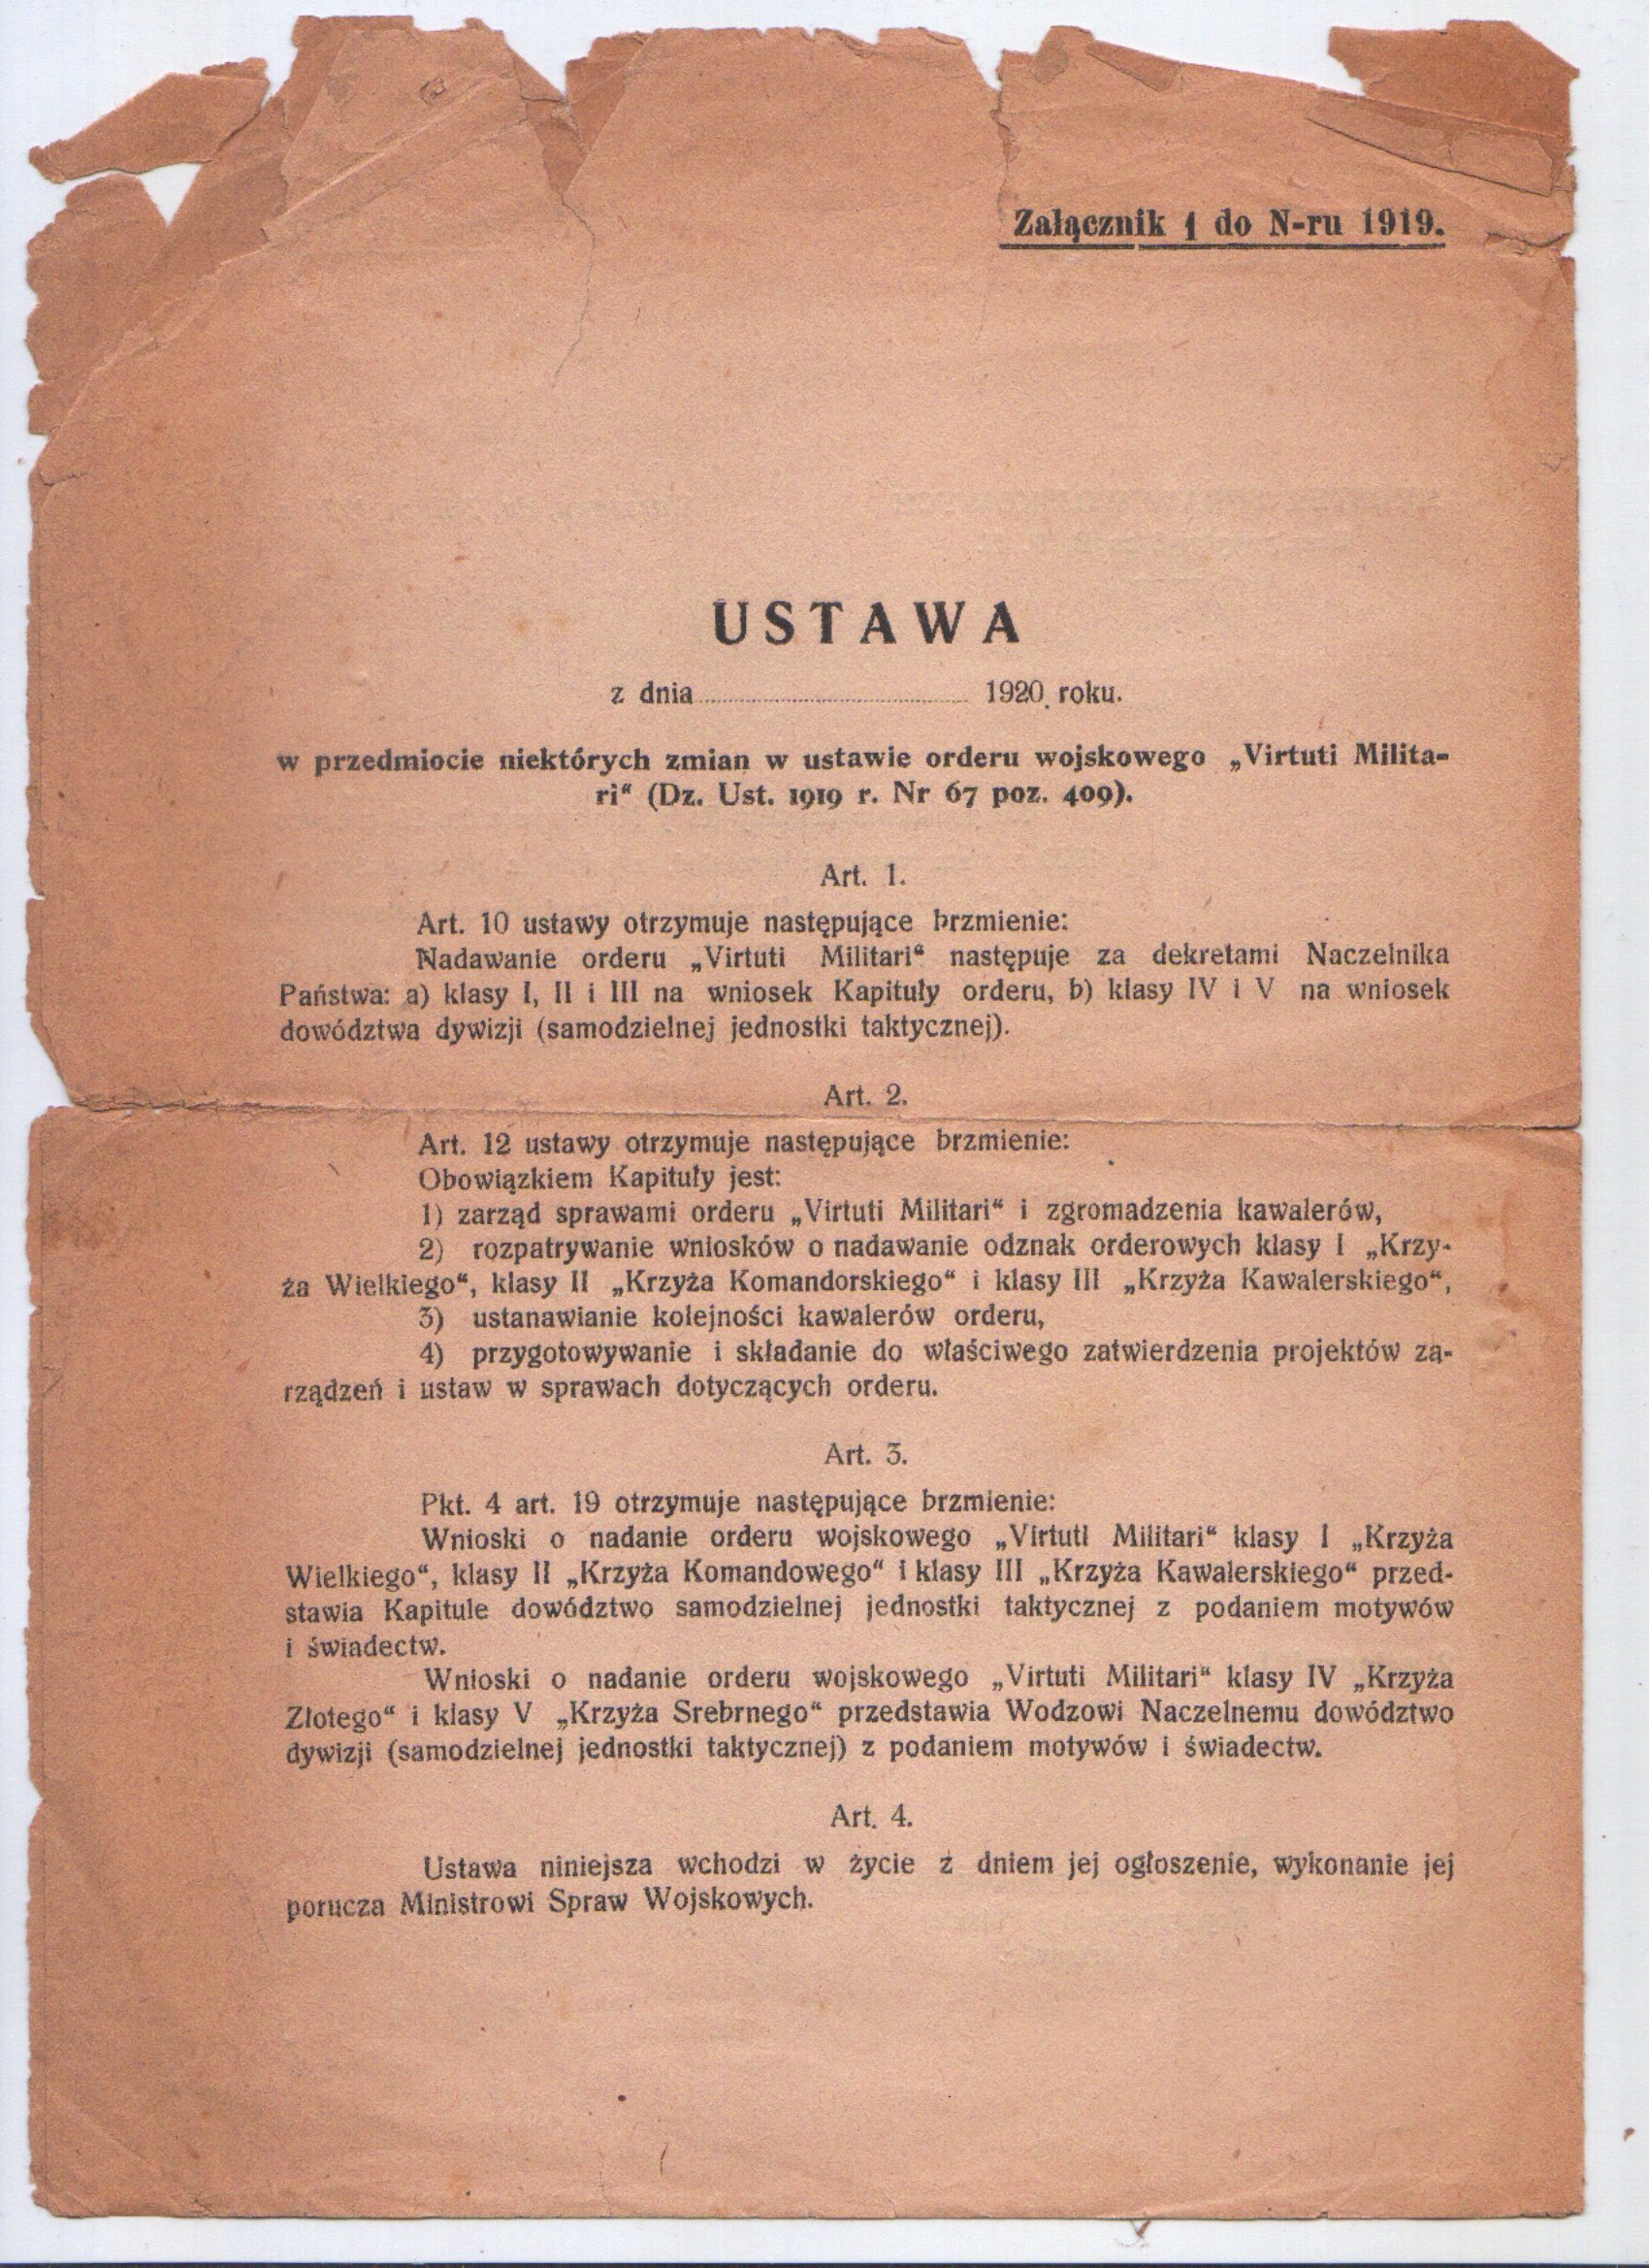 Załącznik 1 do N-ru 1919.
USTAWA
z dnia.............................. 1920 roku.
w przedmiocie niektórych zmian w ustawie orderu wojskowego „Virtuti Milita-
ri“ (Dz. Ust. 1919 r. Nr 67 poz. 409).
Art. 1.
Art. 10 ustawy otrzymuje następujące brzmienie:
Nadawanie orderu „Virtuti Militari“ następuje za dekretami Naczelnika
Państwa: a) klasy I, II i III na wniosek Kapituły orderu, b) klasy IV i V na wniosek
dowództwa dywizji (samodzielnej jednostki taktycznej).
Art. 2.
Art. 12 ustawy otrzymuje następujące brzmienie:
Obowiązkiem Kapituły jest:
1) zarząd sprawami orderu „Virtuti Militari“ i zgromadzenia kawalerów,
2) rozpatrywanie wniosków o nadawanie odznak orderowych klasy I „Krzy-
ża Wielkiego“, klasy II „Krzyża Komandorskiego“ i klasy III „Krzyża Kawalerskiego“,
3) ustanawianie kolejności kawalerów orderu,
4) przygotowywanie i składanie do właściwego zatwierdzenia projektów za-
rządzeń i ustaw w sprawach dotyczących orderu.
Art. 3.
Pkt. 4 art. 19 otrzymuje następujące brzmienie:
Wnioski o nadanie orderu wojskowego „Virtuti Militari“ klasy I „Krzyża
Wielkiego“, klasy II „Krzyża Komandowego“ i klasy III „Krzyża Kawalerskiego“ przed-
stawia Kapitule dowództwo samodzielnej jednostki taktycznej z podaniem motywów
i świadectw.
Wnioski o nadanie orderu wojskowego „Virtuti Militari“ klasy IV „Krzyża
Złotego“ i klasy V „Krzyża Srebrnego“ przedstawia Wodzowi Naczelnemu dowództwo
dywizji (samodzielnej jednostki taktycznej) z podaniem motywów i świadectw.
Art. 4.
Ustawa niniejsza wchodzi w życie z dniem jej ogłoszenie, wykonanie jej
porucza Ministrowi Spraw Wojskowych.